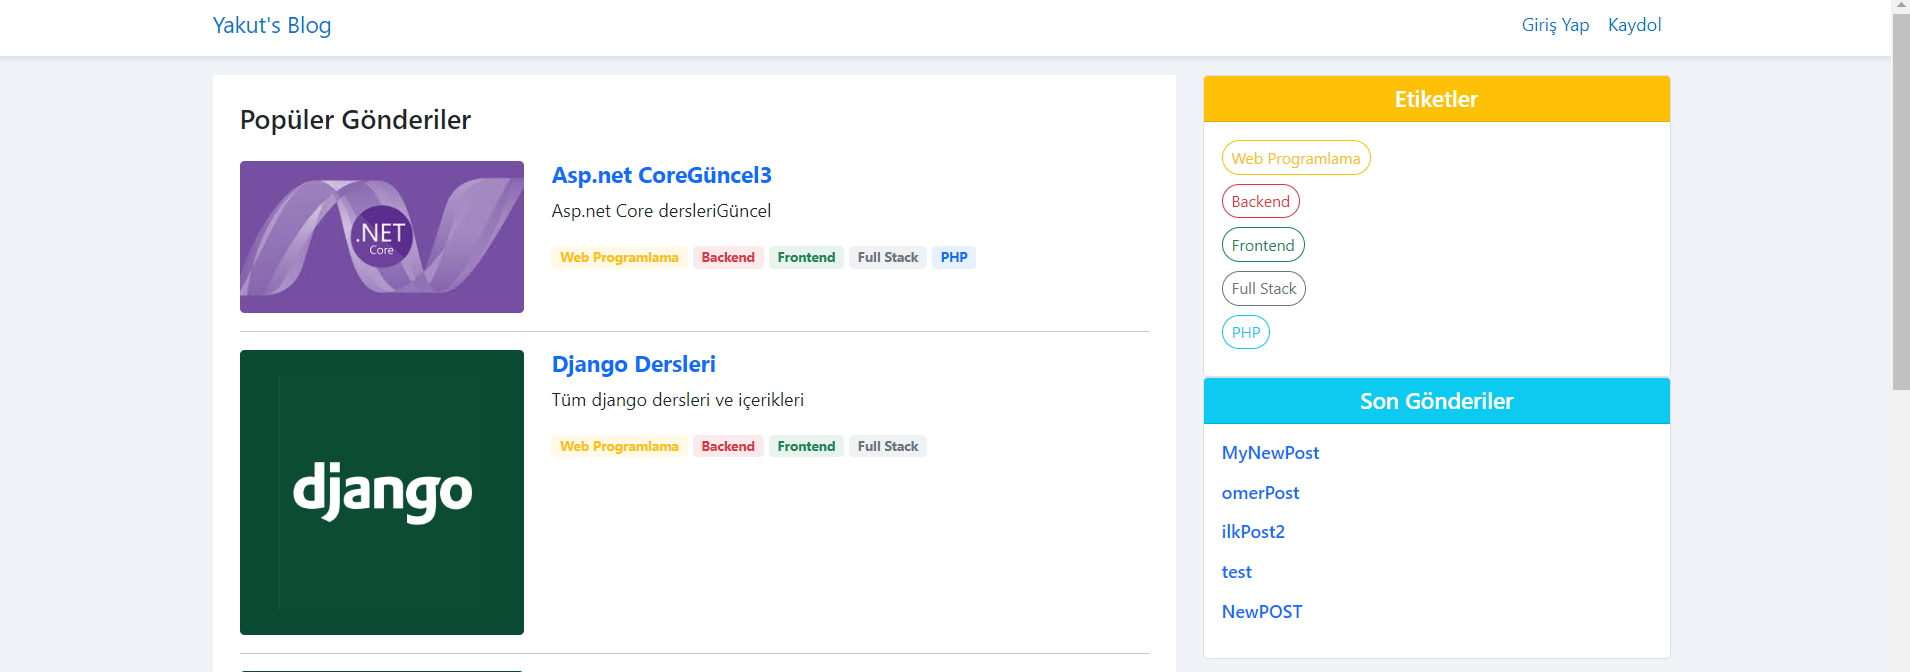 Yakut's Blog
Giriş Yap Kaydol
Popüler Gönderiler
.NET
Core
Asp.net CoreGüncel3
Asp.net Core dersleriGüncel
Web Programlama Backend Frontend Full Stack PHP
django
Django Dersleri
Tüm django dersleri ve içerikleri
Web Programlama Backend Frontend Full Stack
Etiketler
Web Programlama
Backend
Frontend
Full Stack
PHP
Son Gönderiler
MyNewPost
omerPost
ilkPost2
test
NewPOST